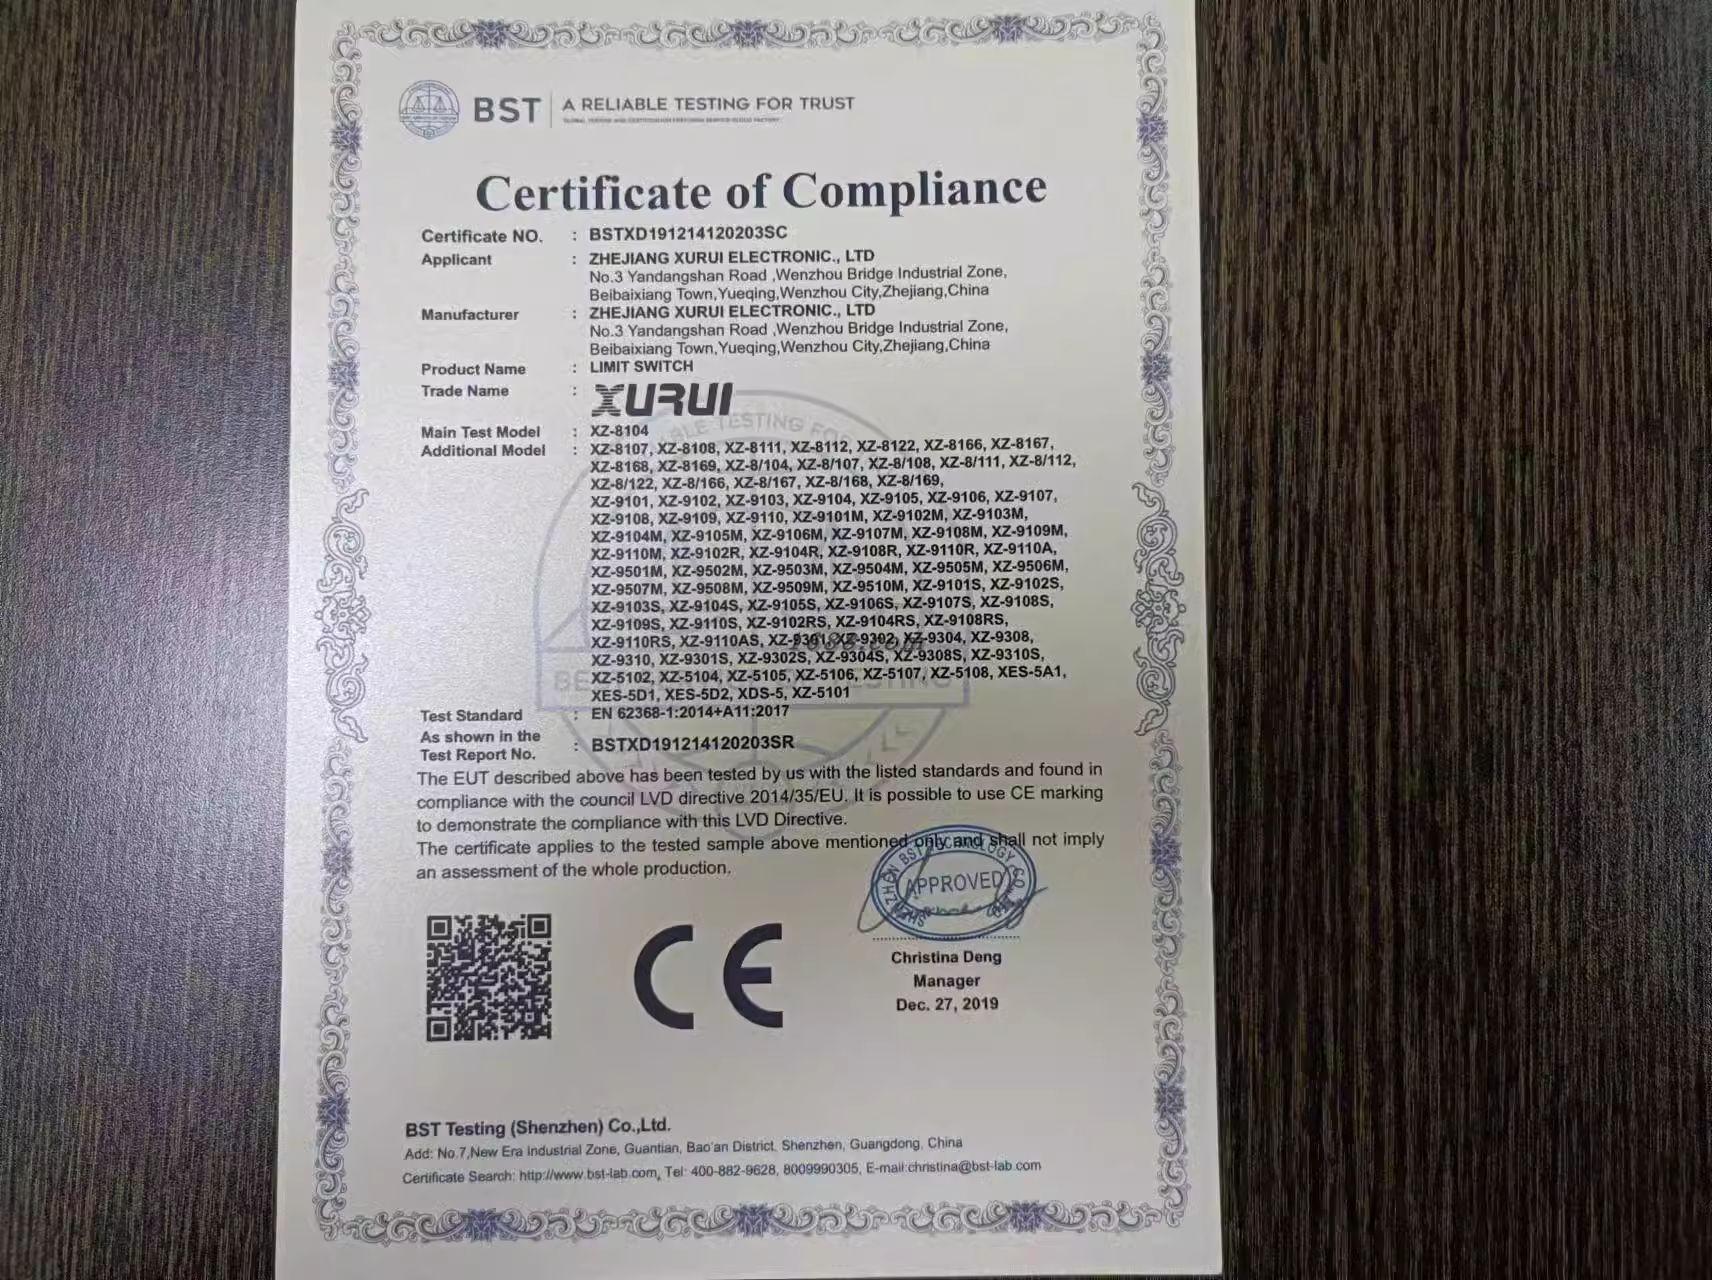 BST
A RELIABLE TESTING FOR TRUST
Certificate of Compliance
Certificate NO. : BSTXD191214120203SC
Applicant : ZHEJIANG XURUI ELECTRONIC., LTD
No.3 Yandangshan Road ,Wenzhou Bridge Industrial Zone,
Beibaixiang Town,Yueqing,Wenzhou City,Zhejiang,China
Manufacturer : ZHEJIANG XURUI ELECTRONIC., LTD
No.3 Yandangshan Road ,Wenzhou Bridge Industrial Zone,
Beibaixiang Town,Yueqing,Wenzhou City,Zhejiang,China
Product Name : LIMIT SWITCH
Trade Name : XURUI
Main Test Model : XZ-8104
Additional Model : XZ-8107, XZ-8108, XZ-8111, XZ-8112, XZ-8122, XZ-8166, XZ-8167,
XZ-8168, XZ-8169, XZ-8/104, XZ-8/107, XZ-8/108, XZ-8/111, XZ-8/112,
XZ-8/122, XZ-8/166, XZ-8/167, XZ-8/168, XZ-8/169,
XZ-9101, XZ-9102, XZ-9103, XZ-9104, XZ-9105, XZ-9106, XZ-9107,
XZ-9108, XZ-9109, XZ-9110, XZ-9101M, XZ-9102M, XZ-9103M,
XZ-9104M, XZ-9105M, XZ-9106M, XZ-9107M, XZ-9108M, XZ-9109M,
XZ-9110M, XZ-9102R, XZ-9104R, XZ-9108R, XZ-9110R, XZ-9110A,
XZ-9501M, XZ-9502M, XZ-9503M, XZ-9504M, XZ-9505M, XZ-9506M,
XZ-9507M, XZ-9508M, XZ-9509M, XZ-9510M, XZ-9101S, XZ-9102S,
XZ-9103S, XZ-9104S, XZ-9105S, XZ-9106S, XZ-9107S, XZ-9108S,
XZ-9109S, XZ-9110S, XZ-9102RS, XZ-9104RS, XZ-9108RS,
XZ-9110RS, XZ-9110AS, XZ-9301, XZ-9302, XZ-9304, XZ-9308,
XZ-9310, XZ-9301S, XZ-9302S, XZ-9304S, XZ-9308S, XZ-9310S,
XZ-5102, XZ-5104, XZ-5105, XZ-5106, XZ-5107, XZ-5108, XES-5A1,
XES-5D1, XES-5D2, XDS-5, XZ-5101
Test Standard : EN 62368-1:2014+A11:2017
As shown in the
Test Report No. : BSTXD191214120203SR
The EUT described above has been tested by us with the listed standards and found in
compliance with the council LVD directive 2014/35/EU. It is possible to use CE marking
to demonstrate the compliance with this LVD Directive.
The certificate applies to the tested sample above mentioned only and shall not imply
an assessment of the whole production.
APPROVED
CE
Christina Deng
Manager
Dec. 27, 2019
BST Testing (Shenzhen) Co.,Ltd.
Add: No.7,New Era Industrial Zone, Guantian, Bao'an District, Shenzhen, Guangdong, China
Certificate Search: http://www.bst-lab.com, Tel: 400-882-9628, 8009990305, E-mail:christina@bst-lab.com